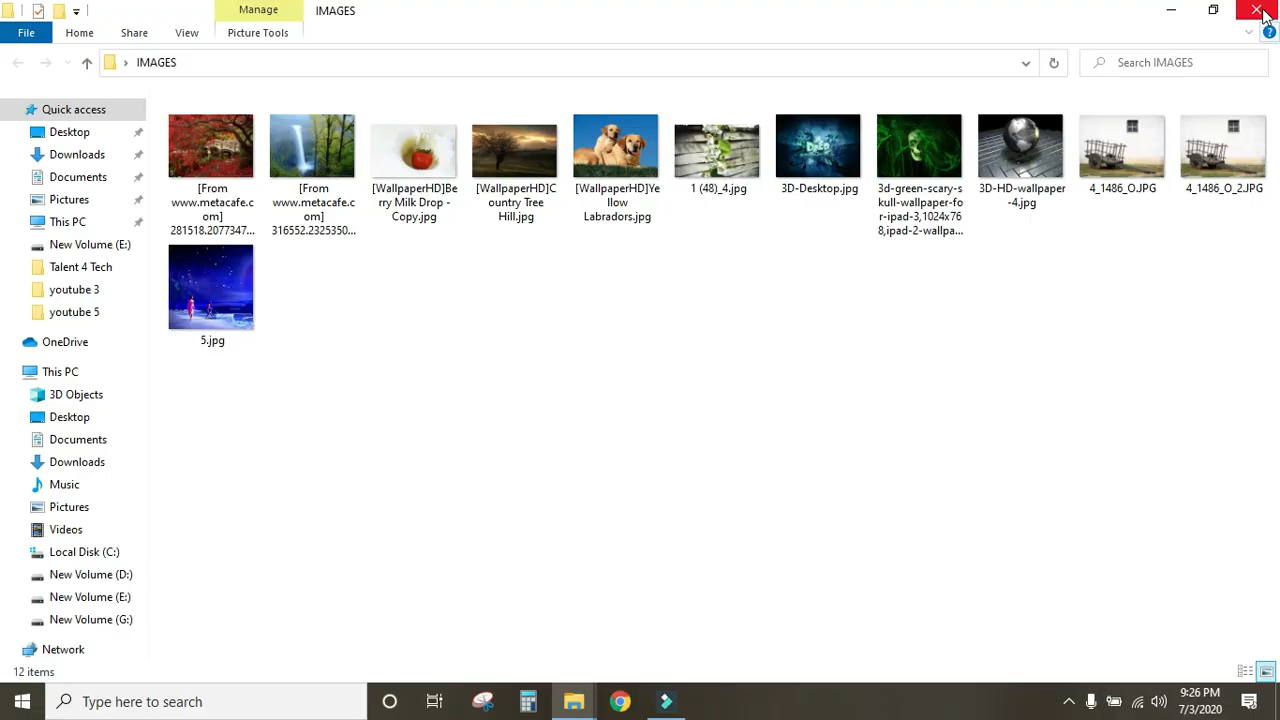 Manage
IMAGES
File
Home
Share
View
Picture Tools
IMAGES
Search IMAGES
Quick access
Desktop
Downloads
Documents
Pictures
This PC
New Volume (E:)
Talent 4 Tech
youtube 3
youtube 5
OneDrive
This PC
3D Objects
Desktop
Documents
Downloads
Music
Pictures
Videos
Local Disk (C:)
New Volume (D:)
New Volume (E:)
New Volume (G:)
Network
[From
www.metacafe.c
om]
281518.2077347...
[From
www.metacafe.c
om]
316552.2325350...
[WallpaperHD]Be
rry Milk Drop -
Copy.jpg
[WallpaperHD]C
ountry Tree
Hill.jpg
[WallpaperHD]Ye
llow
Labradors.jpg
1 (48)_4.jpg
3D-Desktop.jpg
3d-green-scary-s
kull-wallpaper-fo
r-ipad-3,1024x76
8,ipad-2-wallpa...
3D-HD-wallpaper
-4.jpg
4_1486_O.JPG
4_1486_O_2.JPG
5.jpg
12 items
Type here to search
9:26 PM
7/3/2020